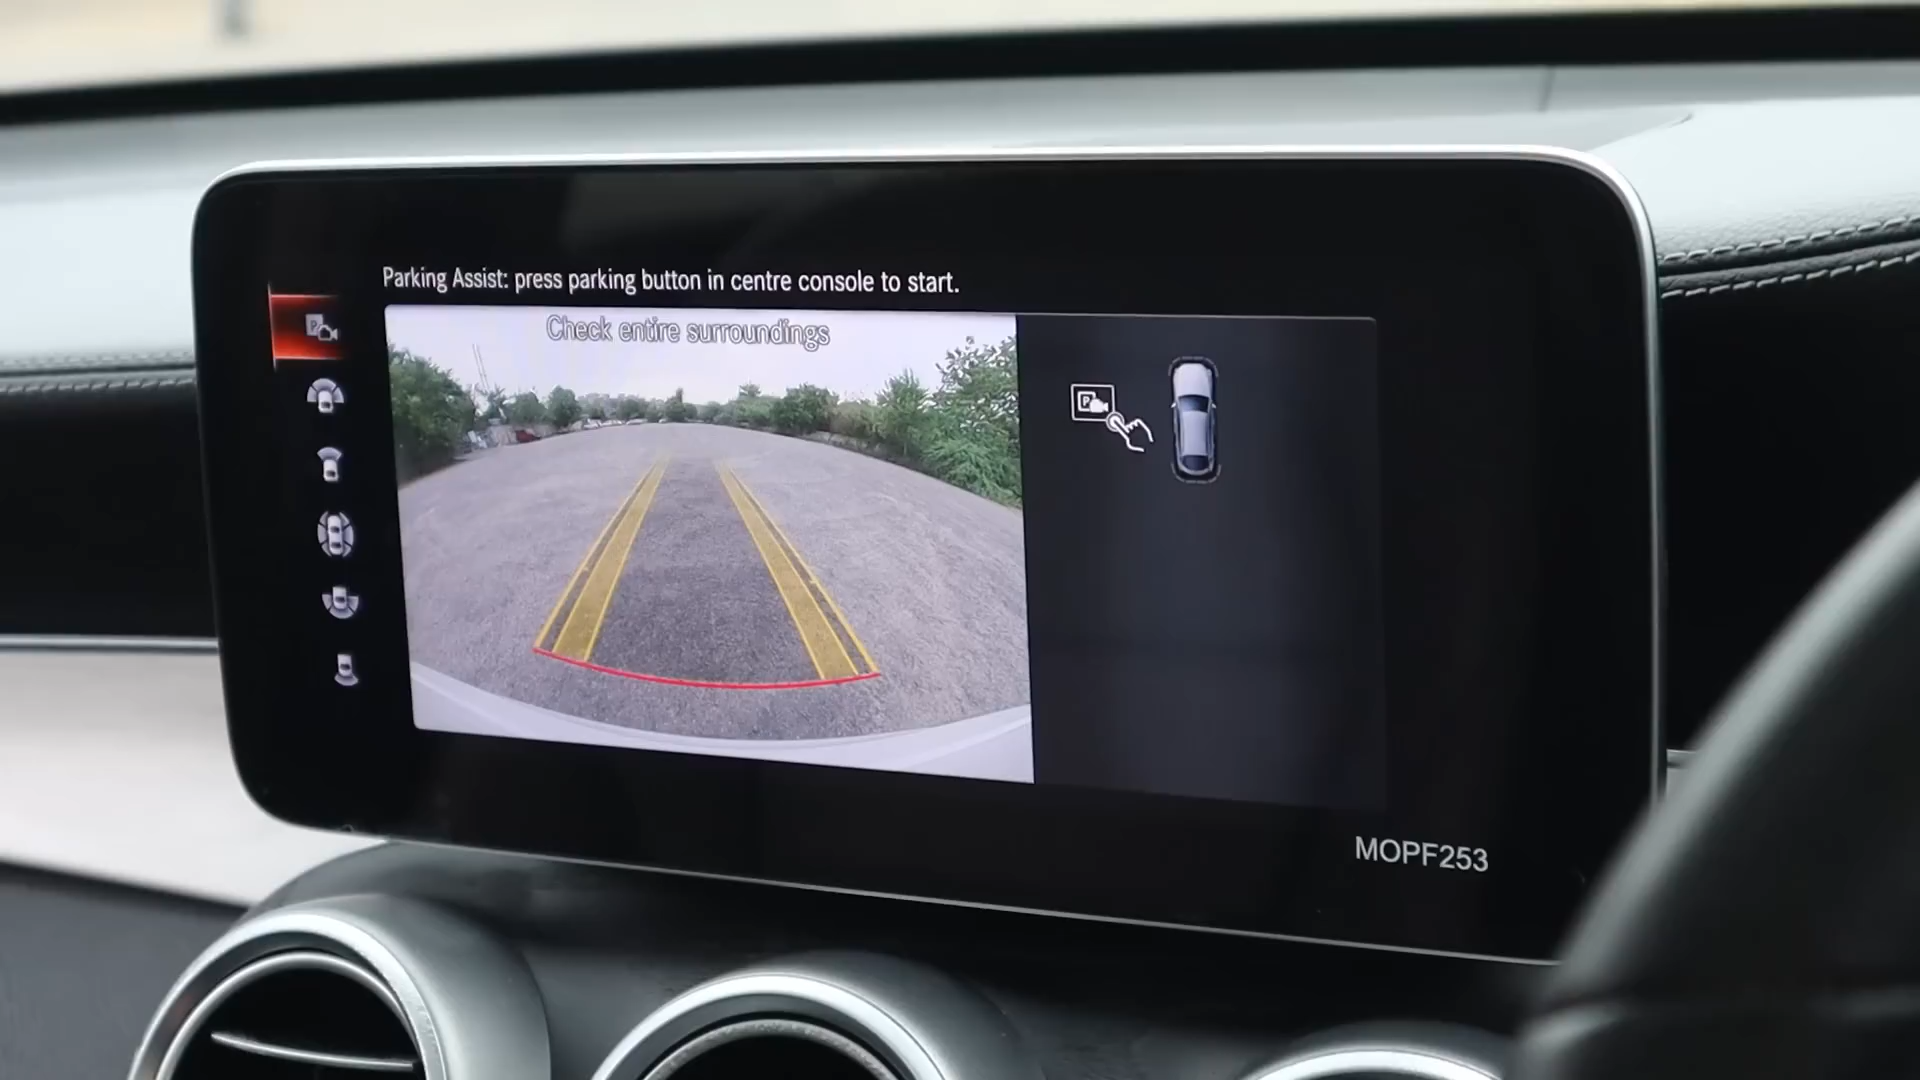 Parking Assist: press parking button in centre console to start.
Check entire surroundings
P
P
MOPF253